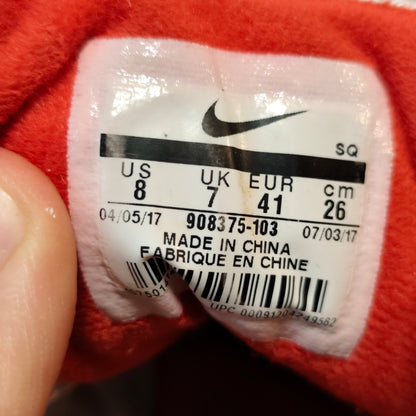 SQ
US UK EUR cm
8 7 41 26
04/05/17 908375-103 07/03/17
MADE IN CHINA
FABRIQUE EN CHINE